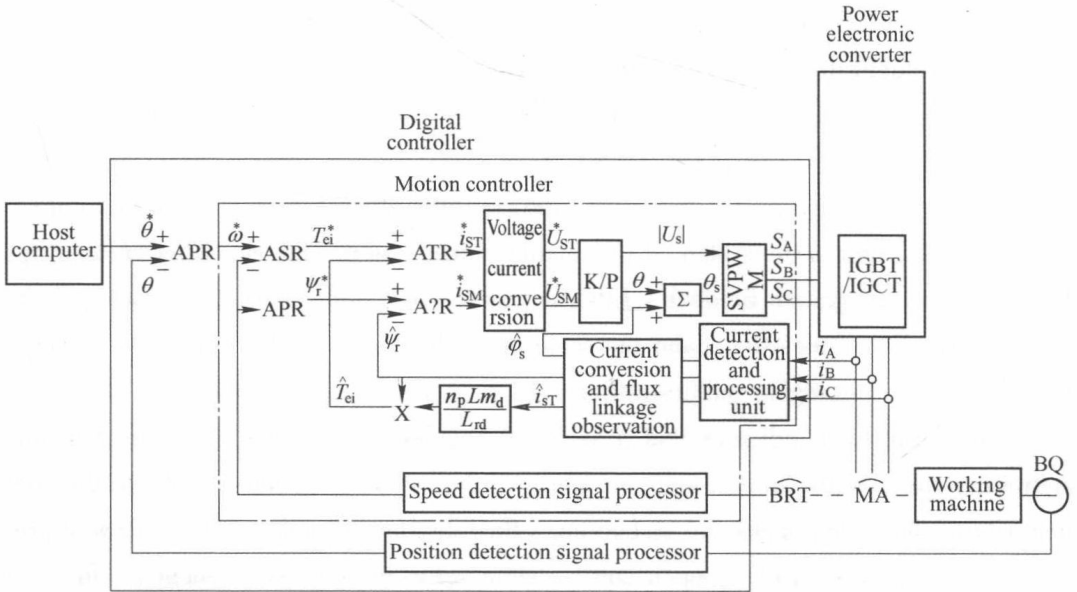 Power
electronic
converter
Digital
controller
Motion controller
Host
computer
θ* +
θ −
APR
ω* +
−
ASR
T*ei
APR
ψ*r
+
−
ATR
i*ST
+
−
A?R
i*SM
ψ̂r
Voltage
current
conve
rsion
U*ST
U*SM
K/P
|Us|
θ +
+
Σ
θs
SVPW
M
SA
SB
SC
IGBT
/IGCT
φ̂s
Current
conversion
and flux
linkage
observation
Current
detection
and
processing
unit
iA
iB
iC
T̂ei
X
npLmd
Lrd
îsT
Speed detection signal processor
BRT
MA
Working
machine
BQ
Position detection signal processor